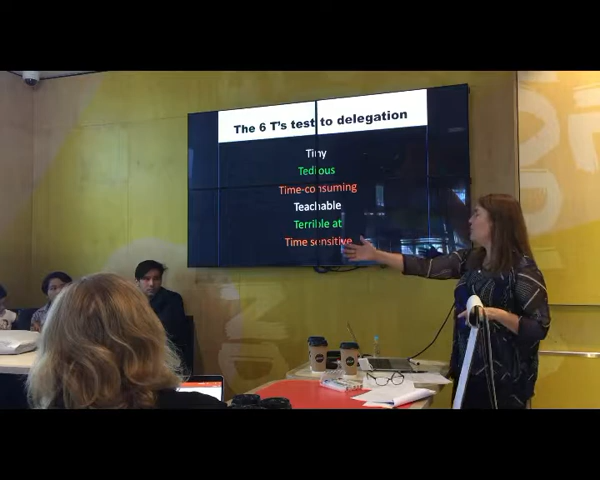 The 6 T's test to delegation
Tiny
Tedious
Time-consuming
Teachable
Terrible at
Time sensitive